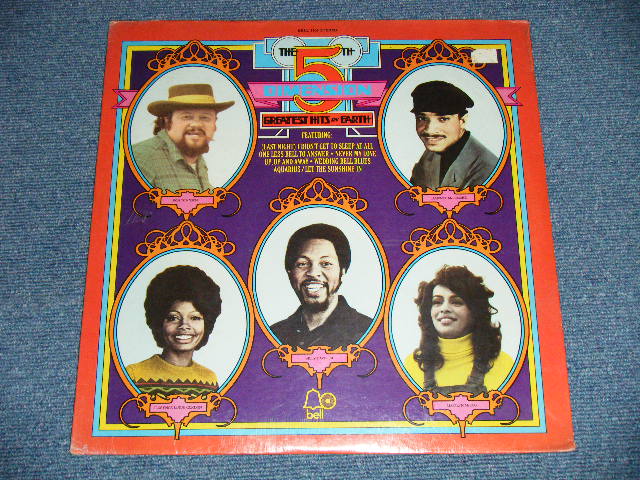 THE 5TH
DIMENSION
GREATEST HITS ON EARTH
FEATURING:
(LAST NIGHT) I DIDN'T GET TO SLEEP AT ALL
ONE LESS BELL TO ANSWER • NEVER MY LOVE
UP, UP AND AWAY • WEDDING BELL BLUES
AQUARIUS/LET THE SUNSHINE IN
bell